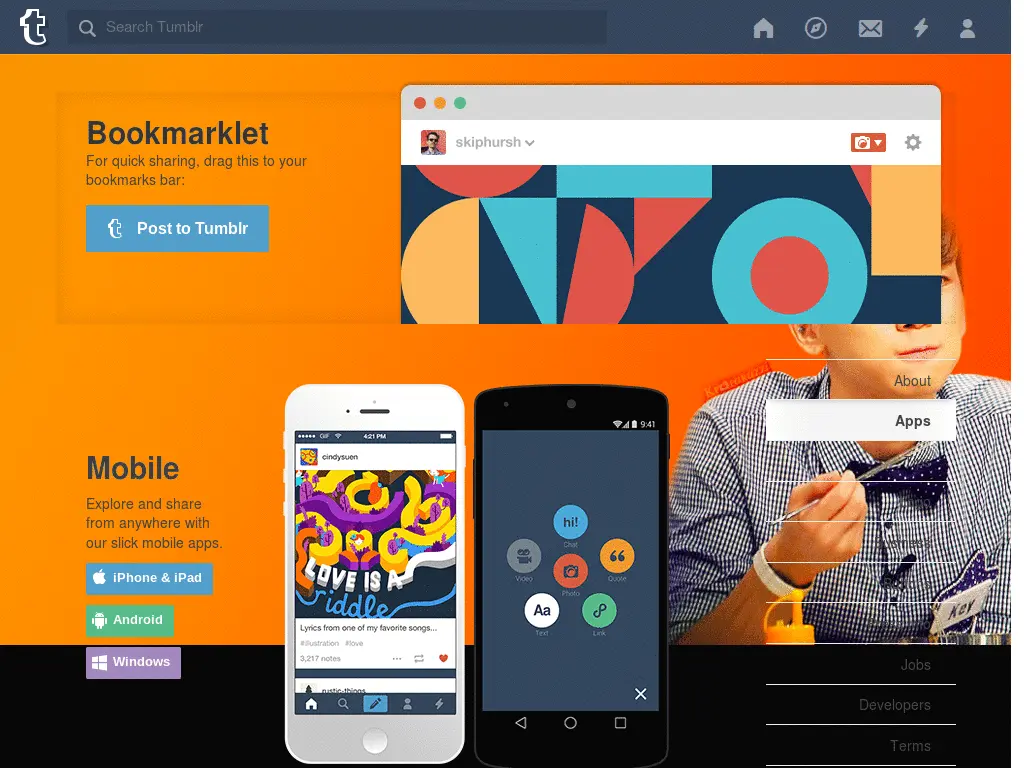 Search Tumblr
Bookmarklet
For quick sharing, drag this to your
bookmarks bar:
Post to Tumblr
skiphursh
About
Apps
Mobile
Explore and share
from anywhere with
our slick mobile apps.
iPhone & iPad
Android
Windows
GIF
4:21 PM
cindysuen
LOVE IS A
riddle
Lyrics from one of my favorite songs...
#illustration #love
3,217 notes
rustic-things
9:41
hi!
Chat
Video
Quote
Photo
Aa
Text
Link
KEY
Jobs
Developers
Terms